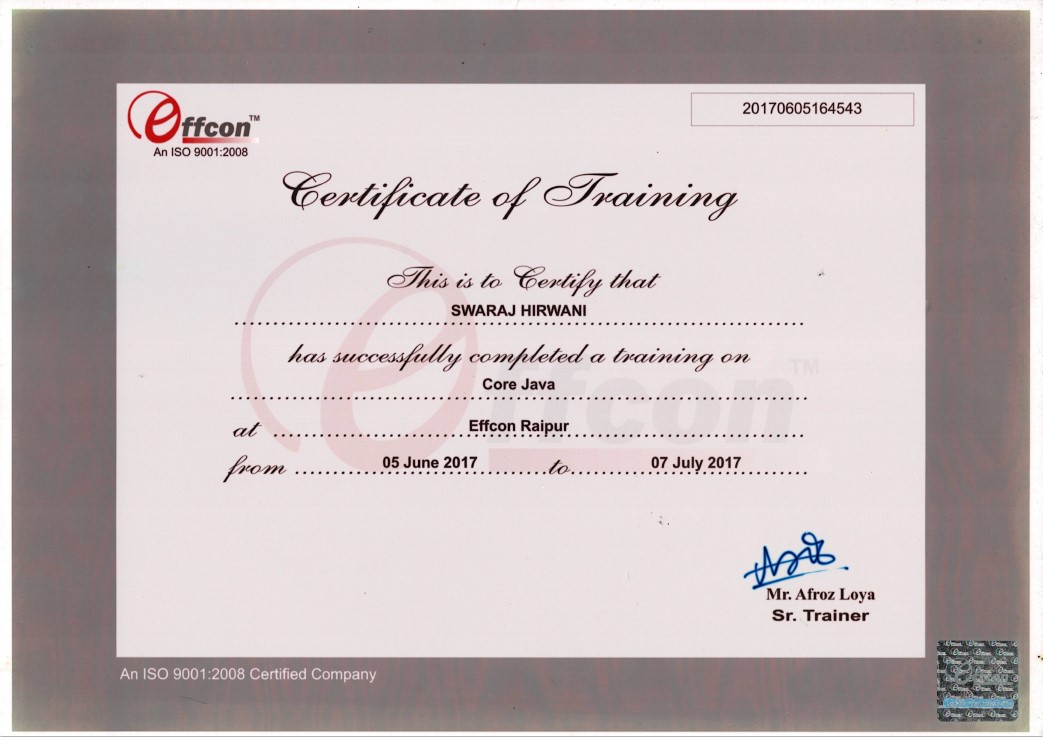 effcon™
An ISO 9001:2008
20170605164543
Certificate of Training
This is to Certify that
SWARAJ HIRWANI
has successfully completed a training on
Core Java
at Effcon Raipur
from 05 June 2017 to 07 July 2017
effcon™
Mr. Afroz Loya
Sr. Trainer
An ISO 9001:2008 Certified Company